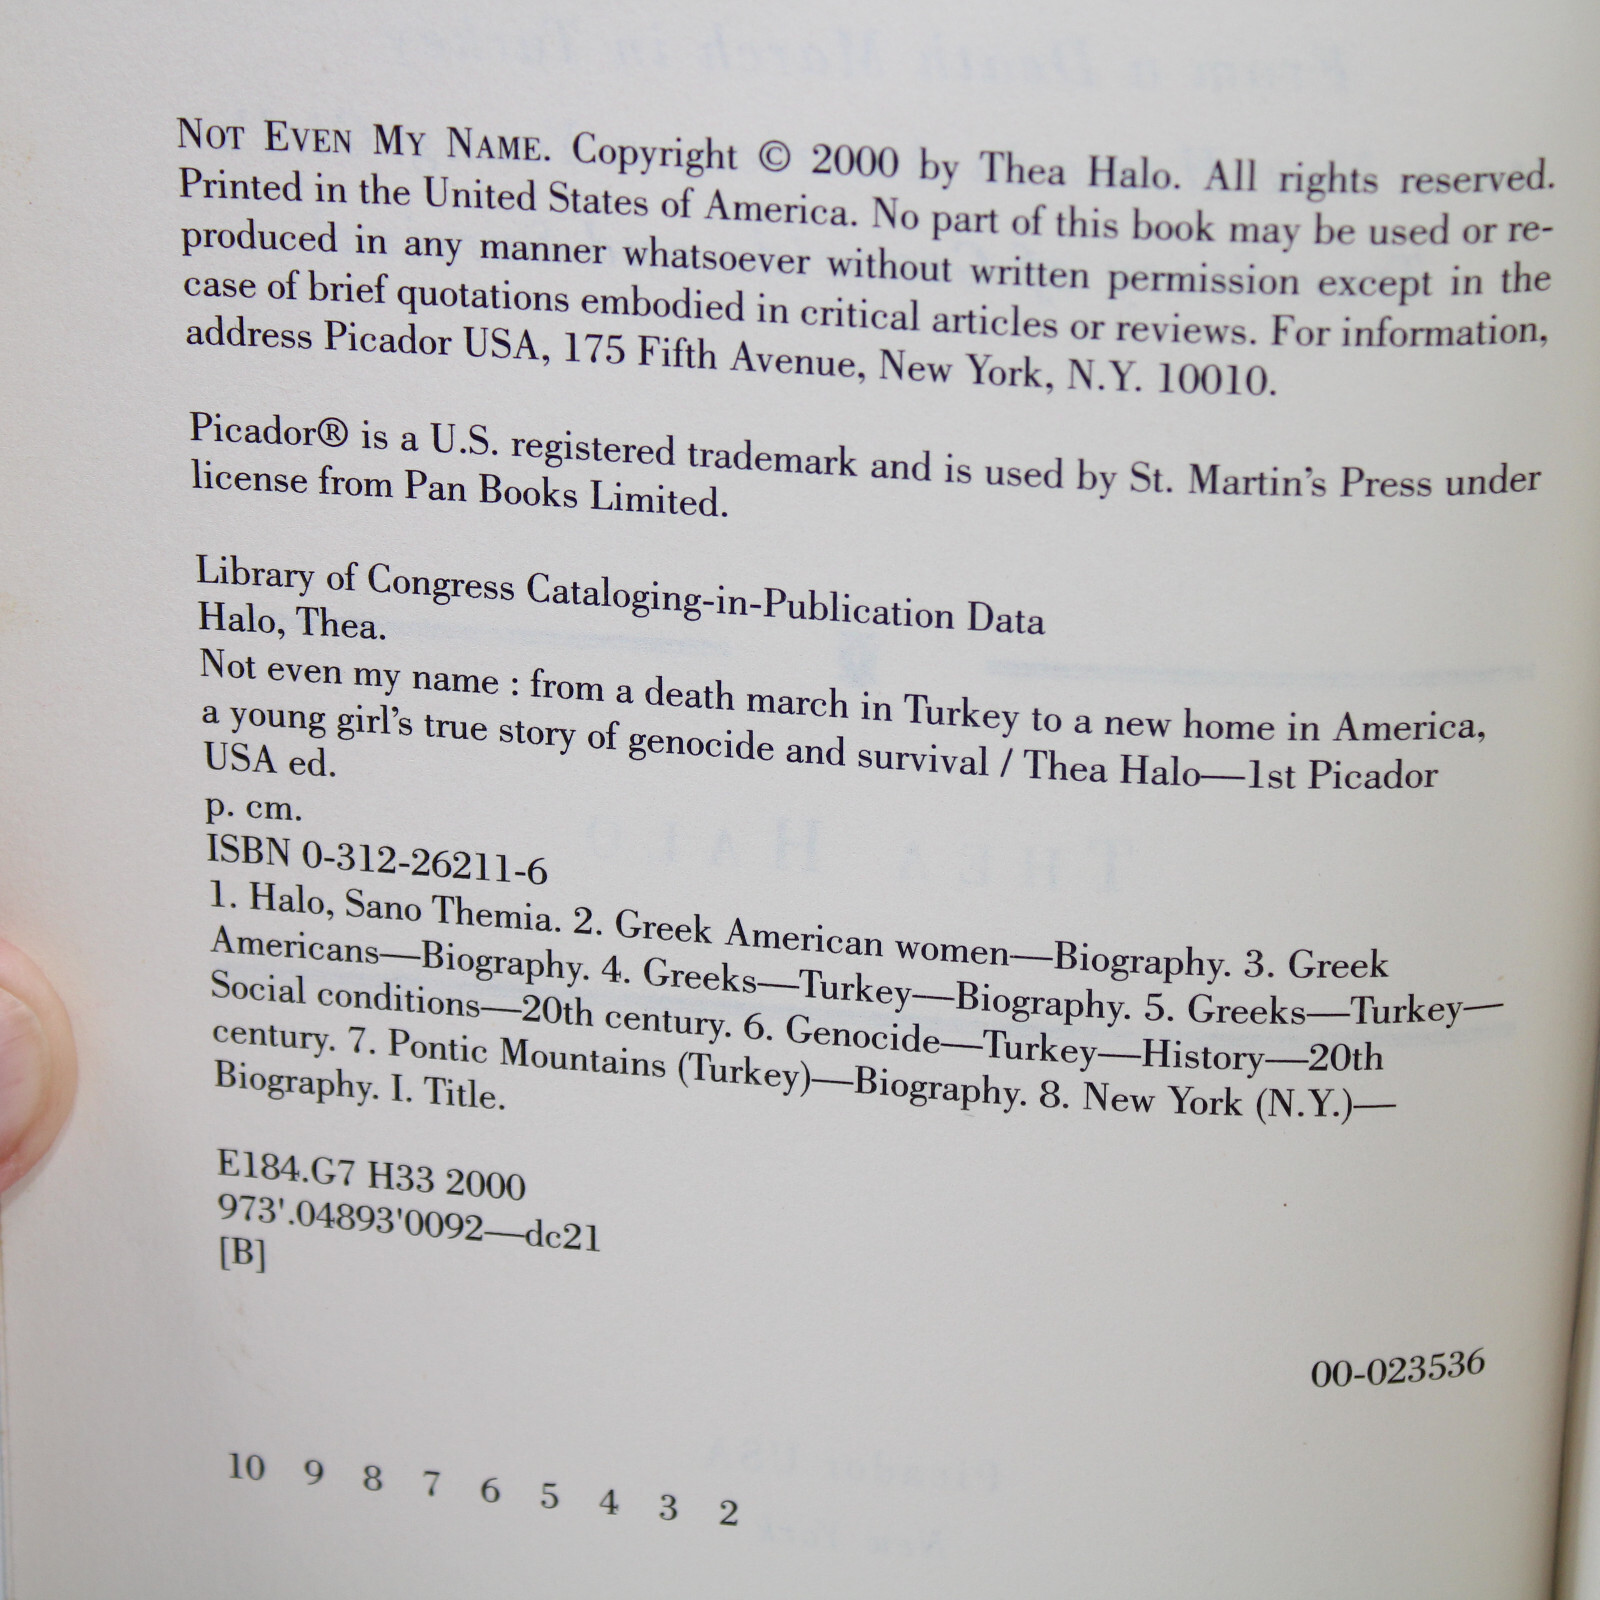 NOT EVEN MY NAME. Copyright © 2000 by Thea Halo. All rights reserved.
Printed in the United States of America. No part of this book may be used or re-
produced in any manner whatsoever without written permission except in the
case of brief quotations embodied in critical articles or reviews. For information,
address Picador USA, 175 Fifth Avenue, New York, N.Y. 10010.
Picador® is a U.S. registered trademark and is used by St. Martin's Press under
license from Pan Books Limited.
Library of Congress Cataloging-in-Publication Data
Halo, Thea.
Not even my name : from a death march in Turkey to a new home in America,
a young girl's true story of genocide and survival / Thea Halo—1st Picador
USA ed.
p. cm.
ISBN 0-312-26211-6
1. Halo, Sano Themia. 2. Greek American women—Biography. 3. Greek
Americans—Biography. 4. Greeks—Turkey—Biography. 5. Greeks—Turkey—
Social conditions—20th century. 6. Genocide—Turkey—History—20th
century. 7. Pontic Mountains (Turkey)—Biography. 8. New York (N.Y.)—
Biography. I. Title.
E184.G7 H33 2000
973'.04893'0092—dc21
[B]
00-023536
10 9 8 7 6 5 4 3 2